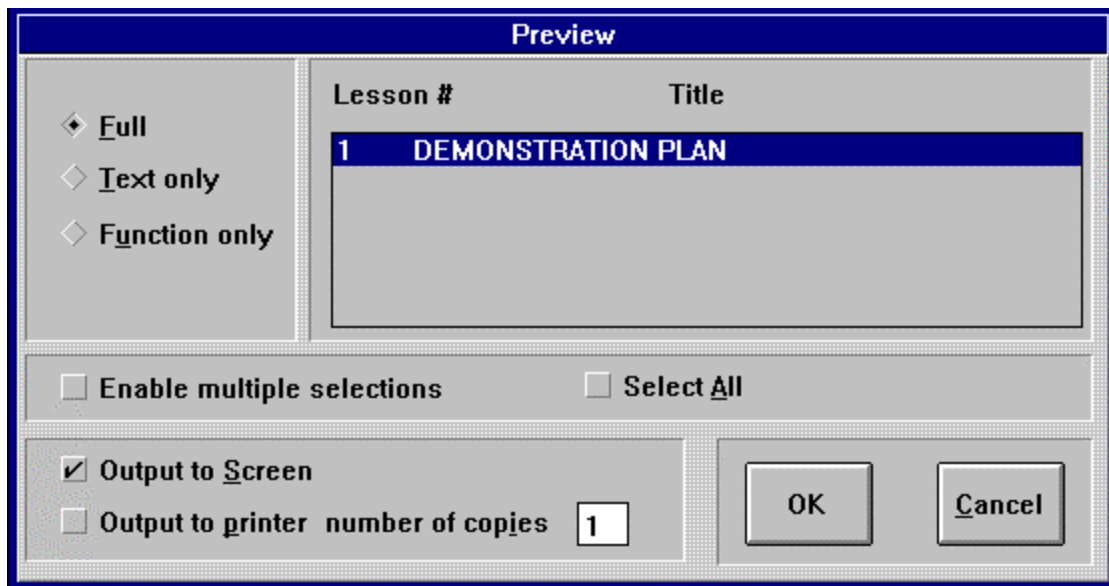 Preview
Full
Text only
Function only
Lesson # Title
1 DEMONSTRATION PLAN
Enable multiple selections Select All
Output to Screen
Output to printer number of copies 1
OK Cancel